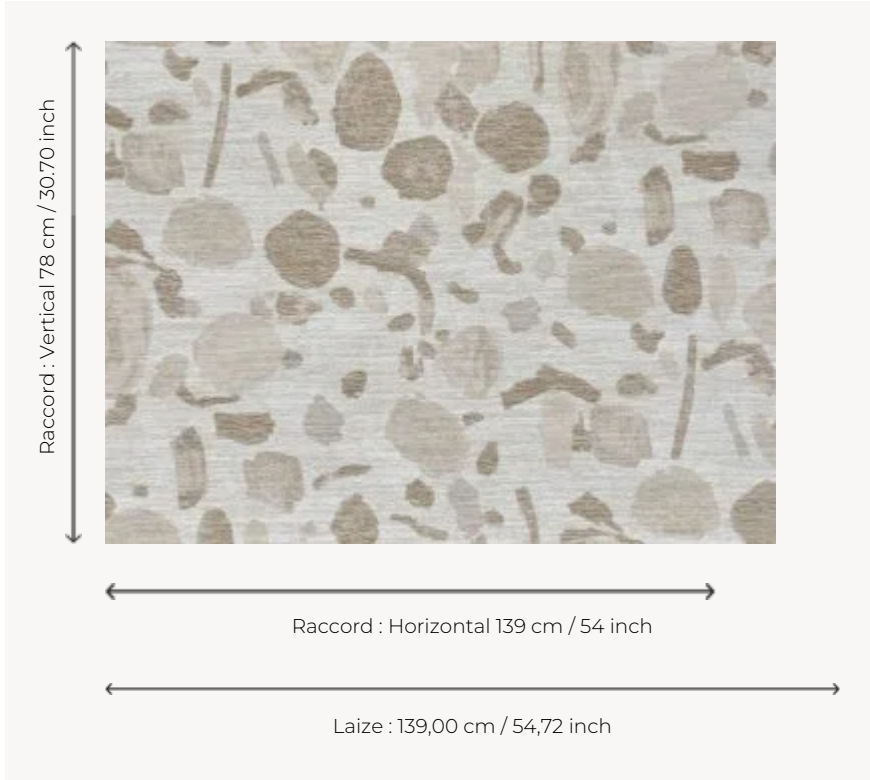 Raccord : Vertical 78 cm / 30.70 inch
Raccord : Horizontal 139 cm / 54 inch
Laize : 139,00 cm / 54,72 inch